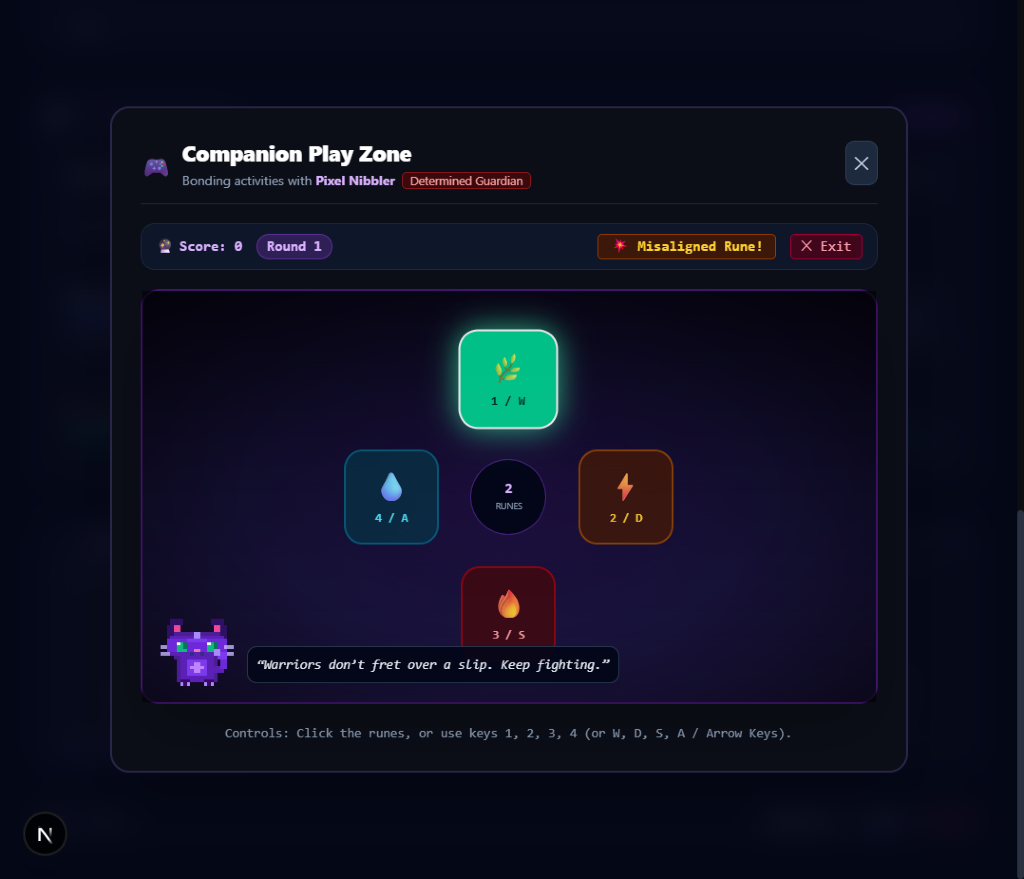 Companion Play Zone
Bonding activities with Pixel Nibbler Determined Guardian
Score: 0 Round 1 Misaligned Rune! Exit
1 / W
4 / A
2
RUNES
2 / D
3 / S
“Warriors don’t fret over a slip. Keep fighting.”
Controls: Click the runes, or use keys 1, 2, 3, 4 (or W, D, S, A / Arrow Keys).
N